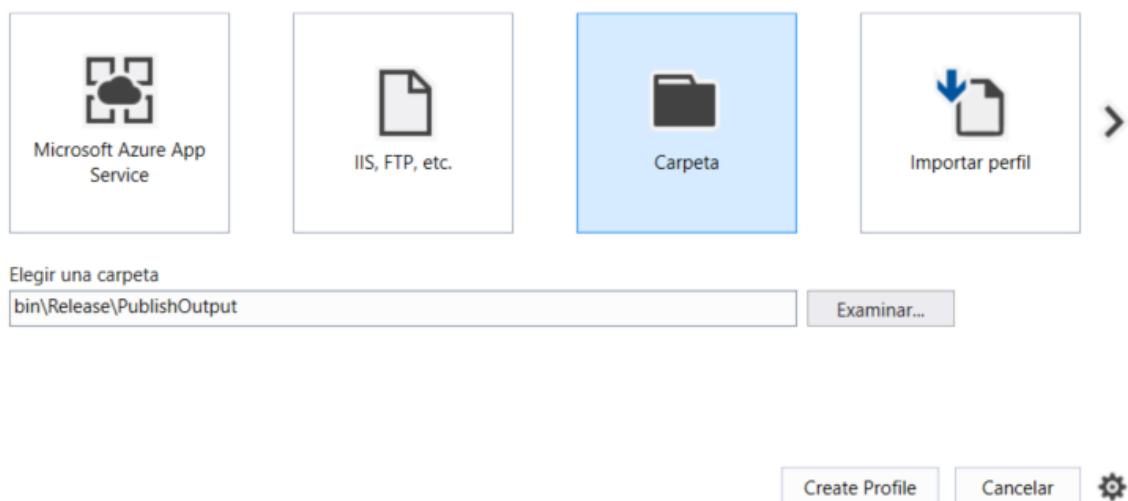 Microsoft Azure App
Service
IIS, FTP, etc.
Carpeta
Importar perfil
Elegir una carpeta
bin\Release\PublishOutput
Examinar...
Create Profile
Cancelar